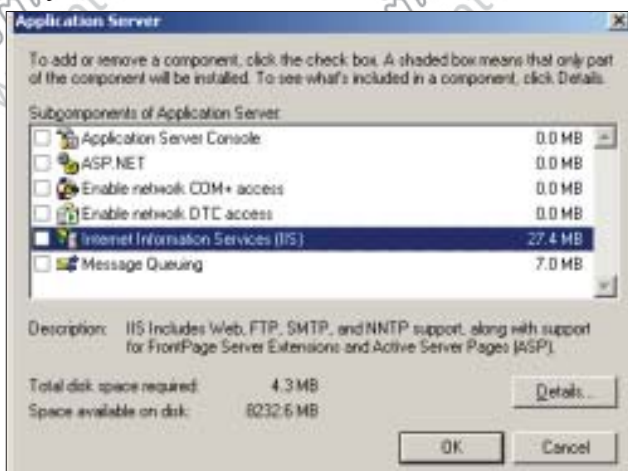 Application Server
To add or remove a component, click the check box. A shaded box means that only part
of the component will be installed. To see what's included in a component, click Details.
Subcomponents of Application Server:
Application Server Console 0.0 MB
ASP.NET 0.0 MB
Enable network COM+ access 0.0 MB
Enable network DTC access 0.0 MB
Internet Information Services (IIS) 27.4 MB
Message Queuing 7.0 MB
Description: IIS Includes Web, FTP, SMTP, and NNTP support, along with support
for FrontPage Server Extensions and Active Server Pages (ASP).
Total disk space required: 4.3 MB
Space available on disk: 8232.6 MB
Details...
OK
Cancel